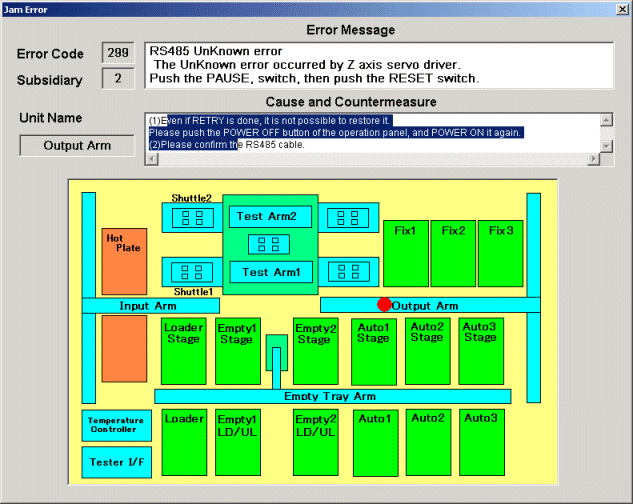 Jam Error
Error Message
Error Code
299
Subsidiary
2
RS485 UnKnown error
The UnKnown error occurred by Z axis servo driver.
Push the PAUSE, switch, then push the RESET switch.
Cause and Countermeasure
Unit Name
Output Arm
(1)Even if RETRY is done, it is not possible to restore it.
Please push the POWER OFF button of the operation panel, and POWER ON it again.
(2)Please confirm the RS485 cable.
Shuttle2
Test Arm2
Hot
Plate
Fix1
Fix2
Fix3
Test Arm1
Shuttle1
Input Arm
Output Arm
Loader
Stage
Empty1
Stage
Empty2
Stage
Auto1
Stage
Auto2
Stage
Auto3
Stage
Empty Tray Arm
Temperature
Controller
Loader
Empty1
LD/UL
Empty2
LD/UL
Auto1
Auto2
Auto3
Tester I/F